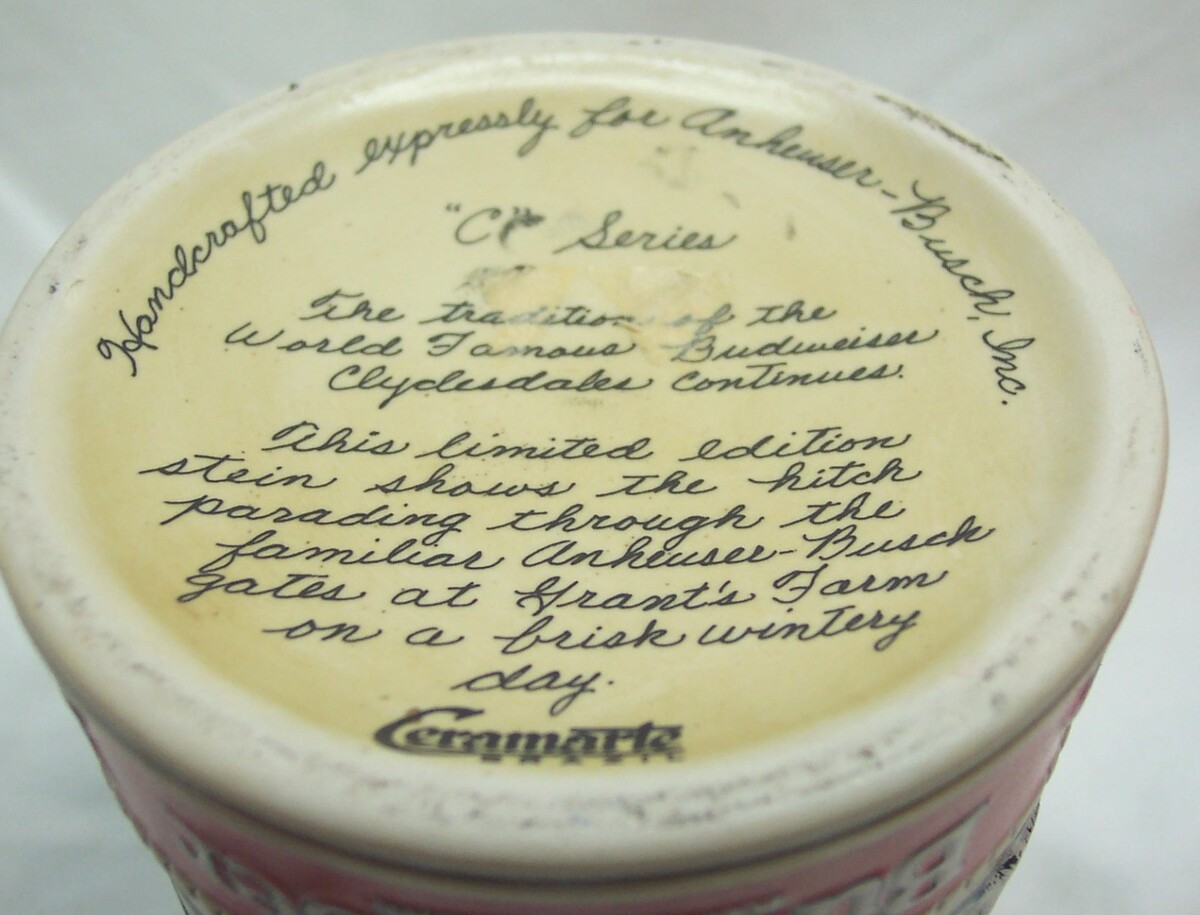 Handcrafted expressly for Anheuser-Busch, Inc.
"C" Series
The tradition of the
World Famous Budweiser
Clydesdales continues.
This limited edition
stein shows the hitch
parading through the
familiar Anheuser-Busch
gates at Grant's Farm
on a brisk wintery
day.
Ceramarte
BRAZIL